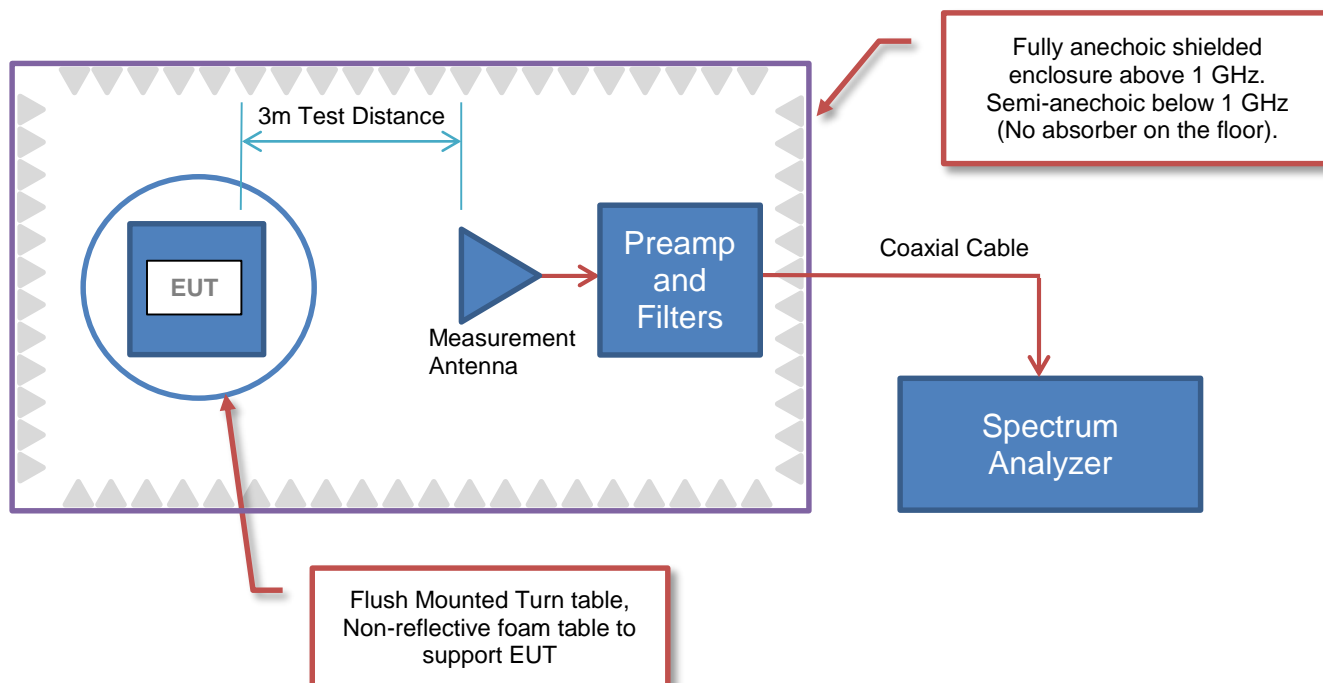 Fully anechoic shielded
enclosure above 1 GHz.
Semi-anechoic below 1 GHz
(No absorber on the floor).
3m Test Distance
EUT
Measurement
Antenna
Preamp
and
Filters
Coaxial Cable
Spectrum
Analyzer
Flush Mounted Turn table,
Non-reflective foam table to
support EUT